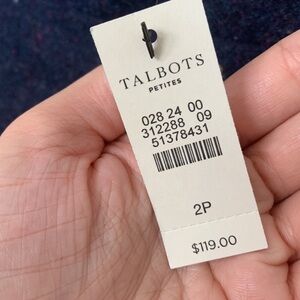 TALBOTS
PETITES
028 24 00
312288 09
51378431
2P
$119.00